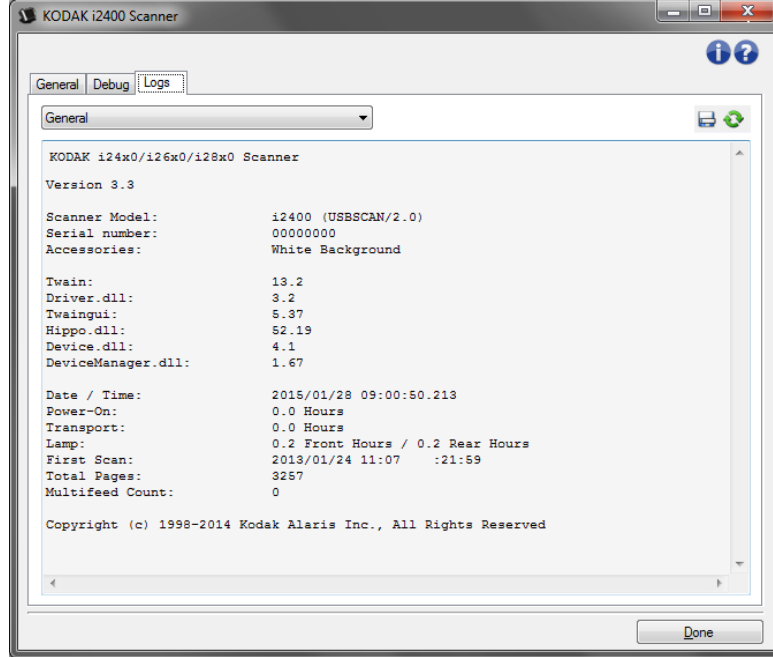 KODAK i2400 Scanner
General Debug Logs
General
KODAK i24x0/i26x0/i28x0 Scanner
Version 3.3
Scanner Model: i2400 (USBSCAN/2.0)
Serial number: 00000000
Accessories: White Background
Twain: 13.2
Driver.dll: 3.2
Twaingui: 5.37
Hippo.dll: 52.19
Device.dll: 4.1
DeviceManager.dll: 1.67
Date / Time: 2015/01/28 09:00:50.213
Power-On: 0.0 Hours
Transport: 0.0 Hours
Lamp: 0.2 Front Hours / 0.2 Rear Hours
First Scan: 2013/01/24 11:07 :21:59
Total Pages: 3257
Multifeed Count: 0
Copyright (c) 1998-2014 Kodak Alaris Inc., All Rights Reserved
Done